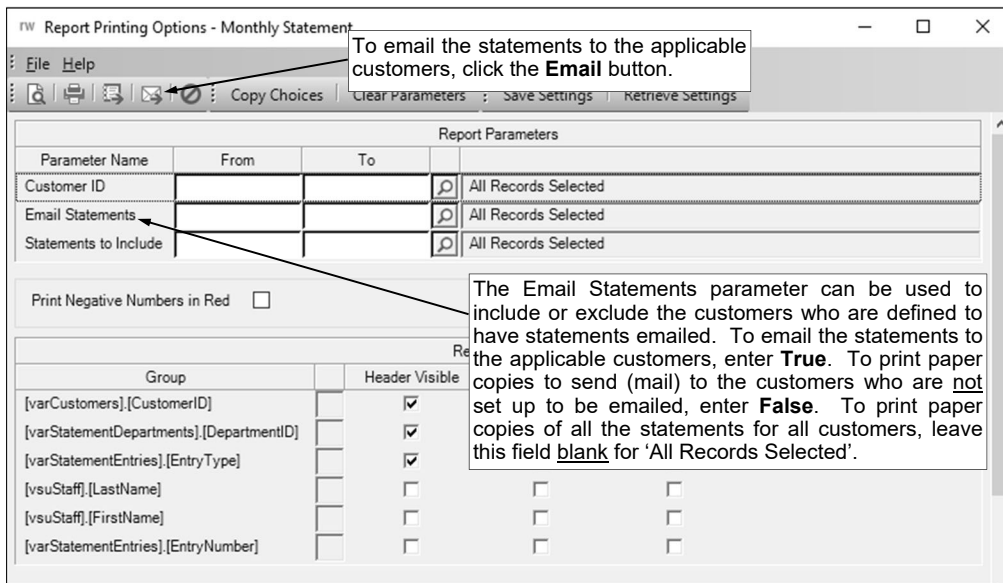 rw Report Printing Options - Monthly Statement
To email the statements to the applicable
customers, click the Email button.
File Help
Copy Choices Clear Parameters Save Settings Retrieve Settings
Report Parameters
Parameter Name From To
Customer ID All Records Selected
Email Statements All Records Selected
Statements to Include All Records Selected
Print Negative Numbers in Red
The Email Statements parameter can be used to
include or exclude the customers who are defined to
have statements emailed. To email the statements to
the applicable customers, enter True. To print paper
copies to send (mail) to the customers who are not
set up to be emailed, enter False. To print paper
copies of all the statements for all customers, leave
this field blank for ‘All Records Selected’.
Re
Group Header Visible
[varCustomers].[CustomerID]
[varStatementDepartments].[DepartmentID]
[varStatementEntries].[EntryType]
[vsuStaff].[LastName]
[vsuStaff].[FirstName]
[varStatementEntries].[EntryNumber]